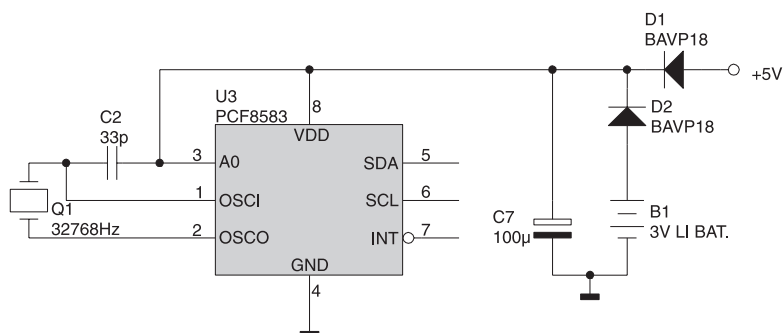 D1
BAVP18
+5V
U3
PCF8583
8
C2
33p
VDD
D2
BAVP18
3 A0
SDA 5
1 OSCI
SCL 6
Q1
32768Hz
2 OSCO
INT 7
C7
100µ
B1
3V LI BAT.
GND
4